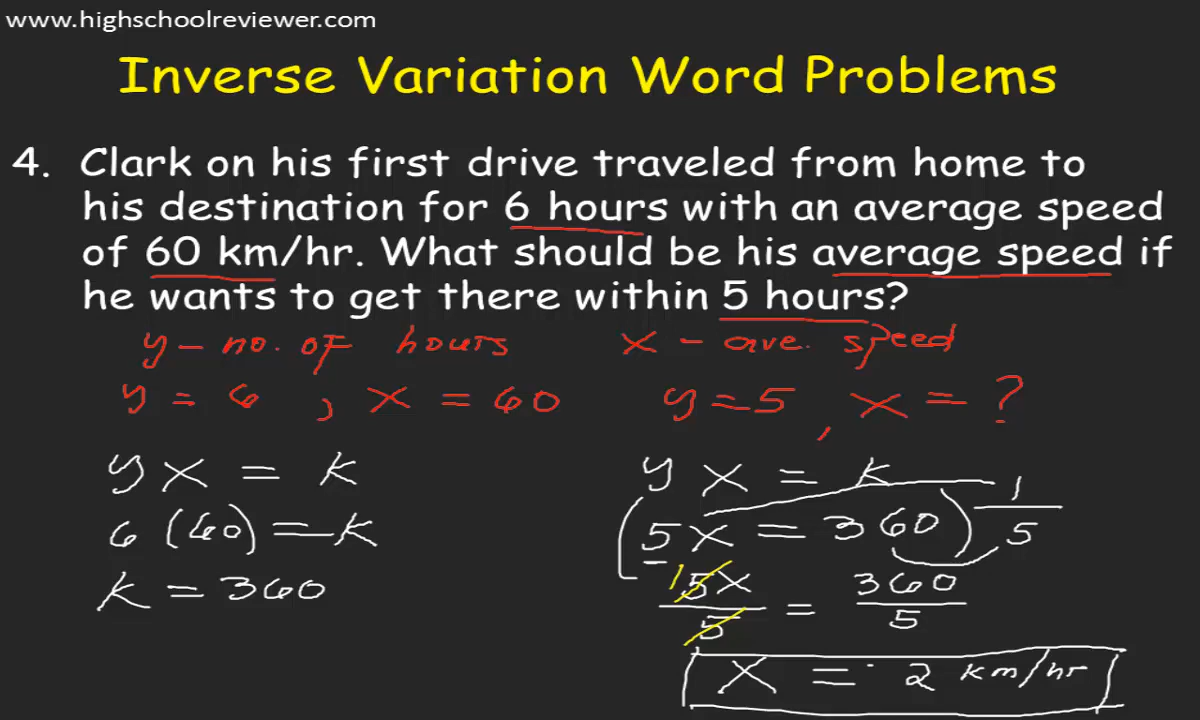 www.highschoolreviewer.com
Inverse Variation Word Problems
4. Clark on his first drive traveled from home to
his destination for 6 hours with an average speed
of 60 km/hr. What should be his average speed if
he wants to get there within 5 hours?
y - no. of hours x - ave. speed
y = 6 , x = 60 y = 5 , x = ?
yx = k yx = k
6 (60) = k (5x = 360) 1/5
k = 360 15x/5 = 360/5
x = 2 km/hr